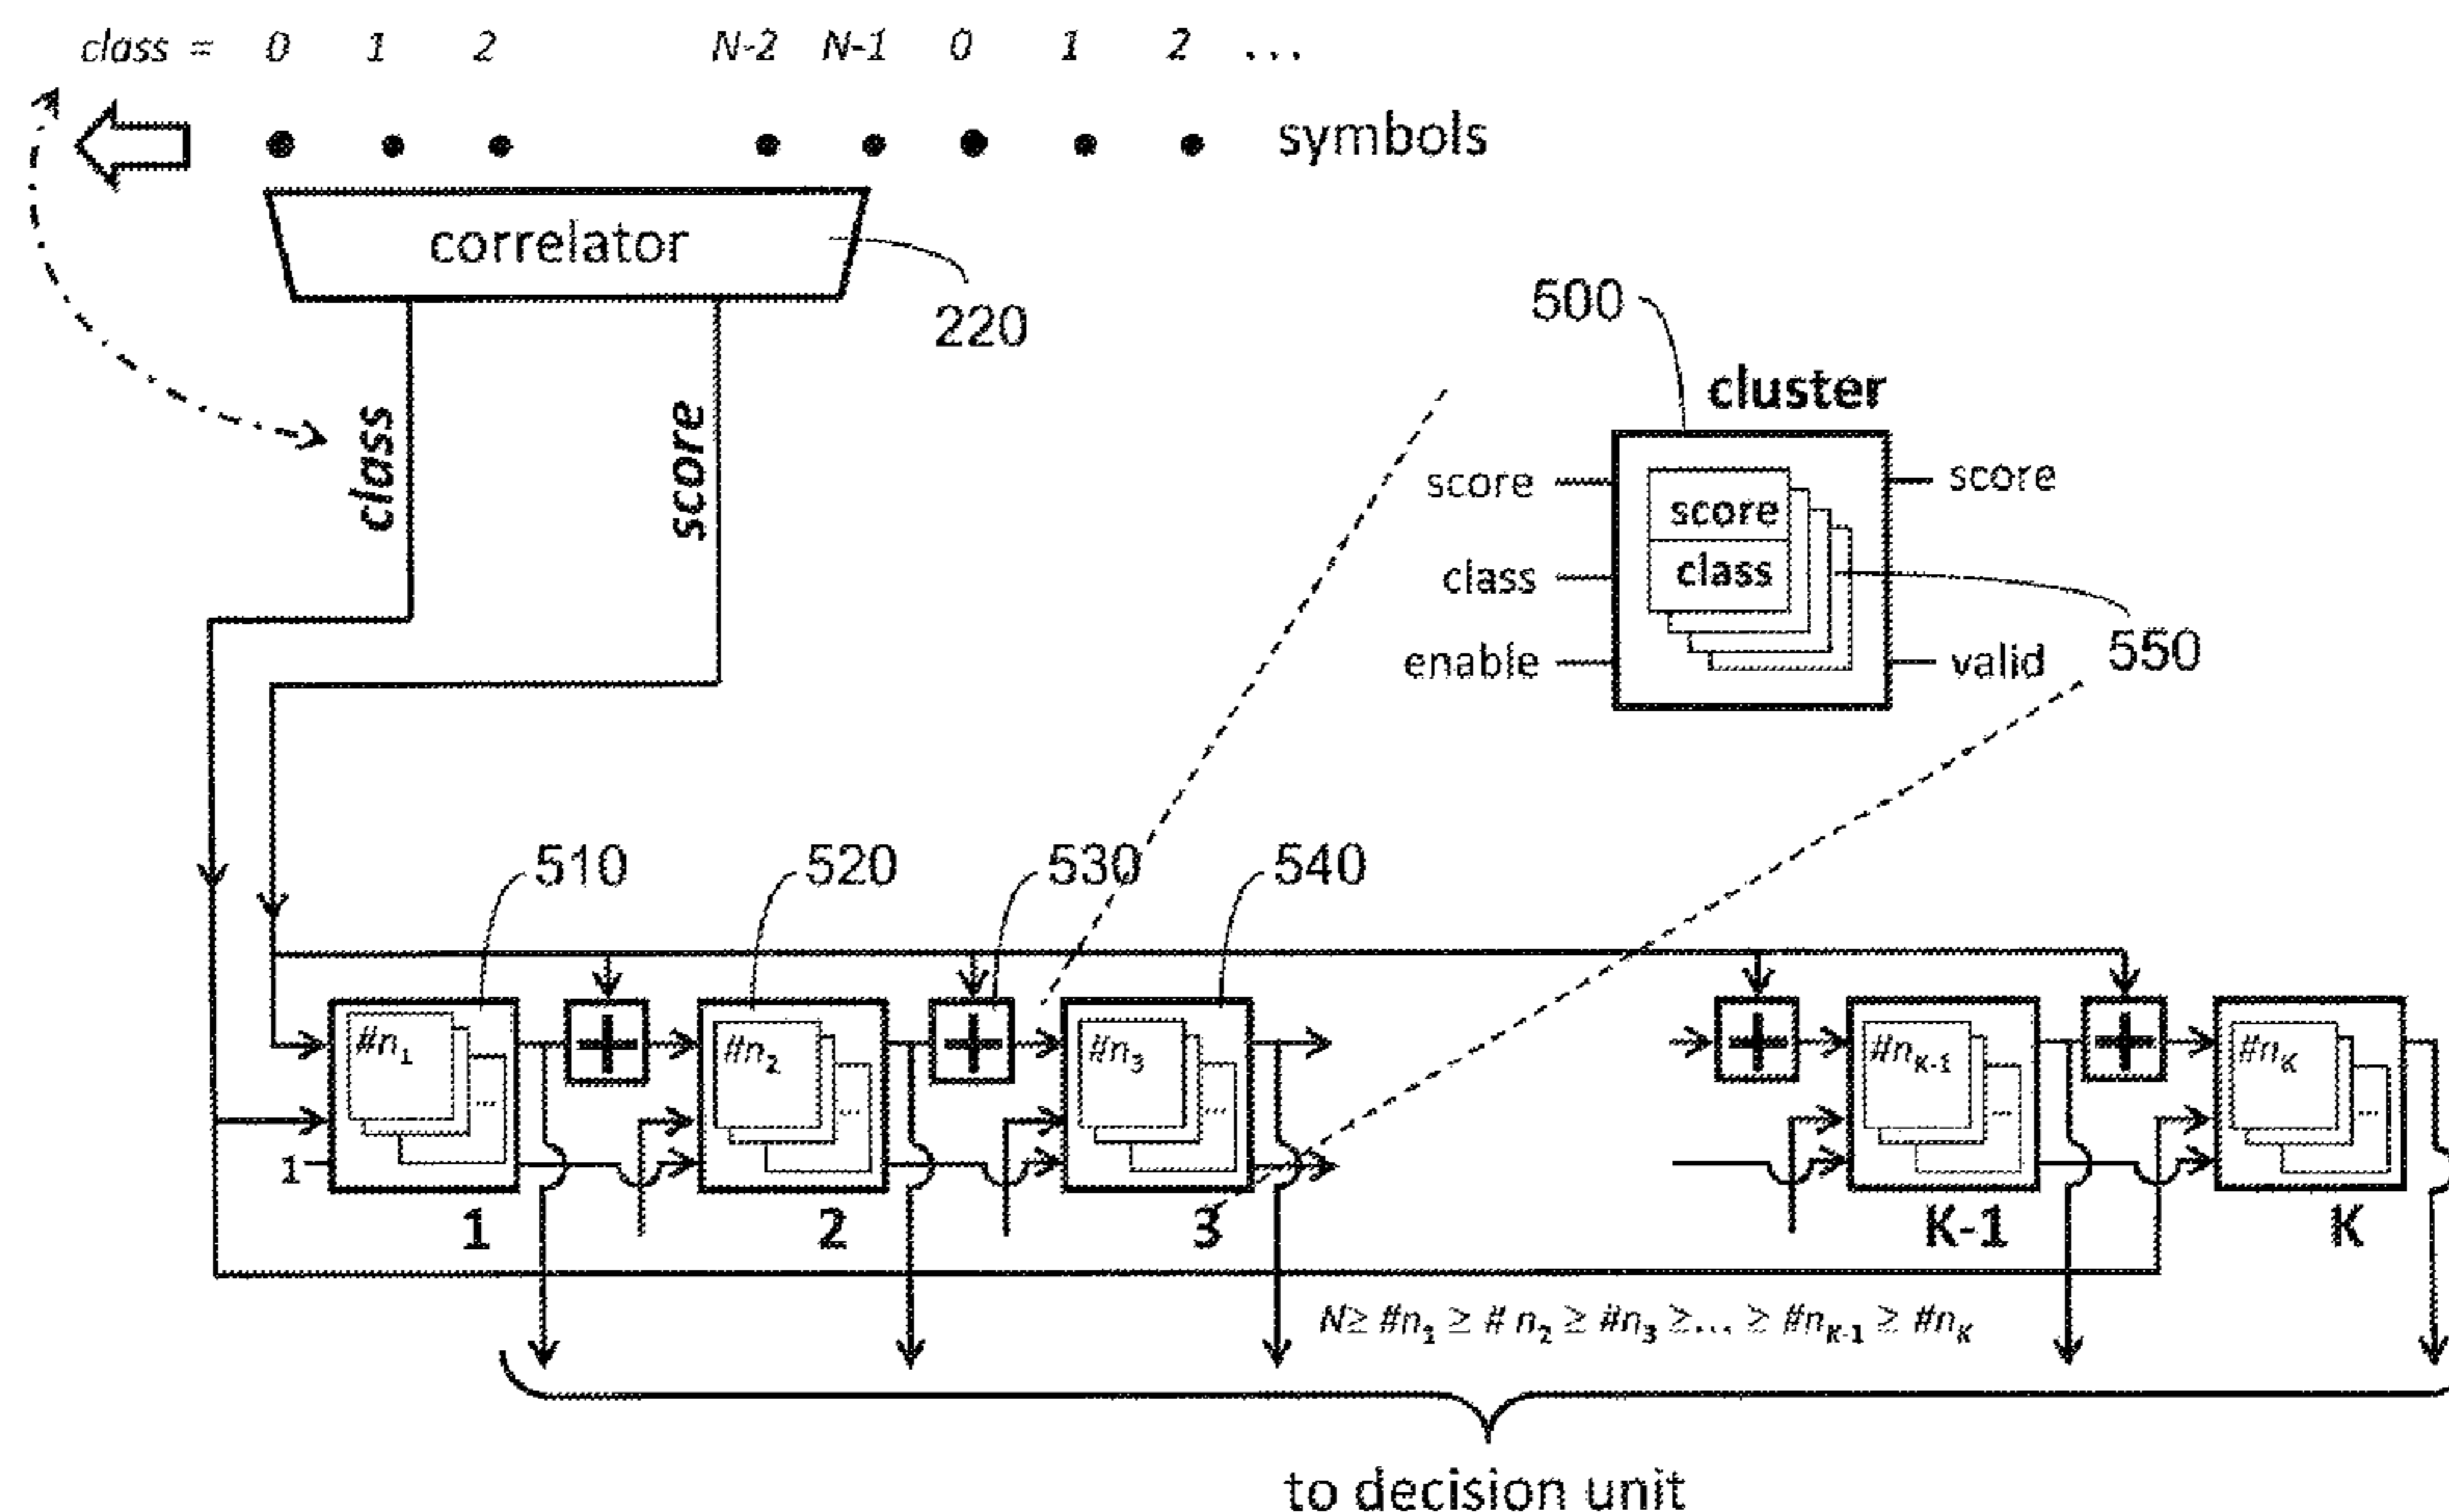 class = 0 1 2 N-2 N-1 0 1 2 ...
symbols
correlator
220
500
cluster
class
score
score
score
score
class
class
enable
valid
550
510
520
530
540
#n1
...
#n2
...
#n3
...
#nK-1
...
#nK
...
1
1
2
3
K-1
K
N≥ #n1 ≥ # n2 ≥ #n3 ≥... ≥ #nK-1 ≥ #nK
to decision unit